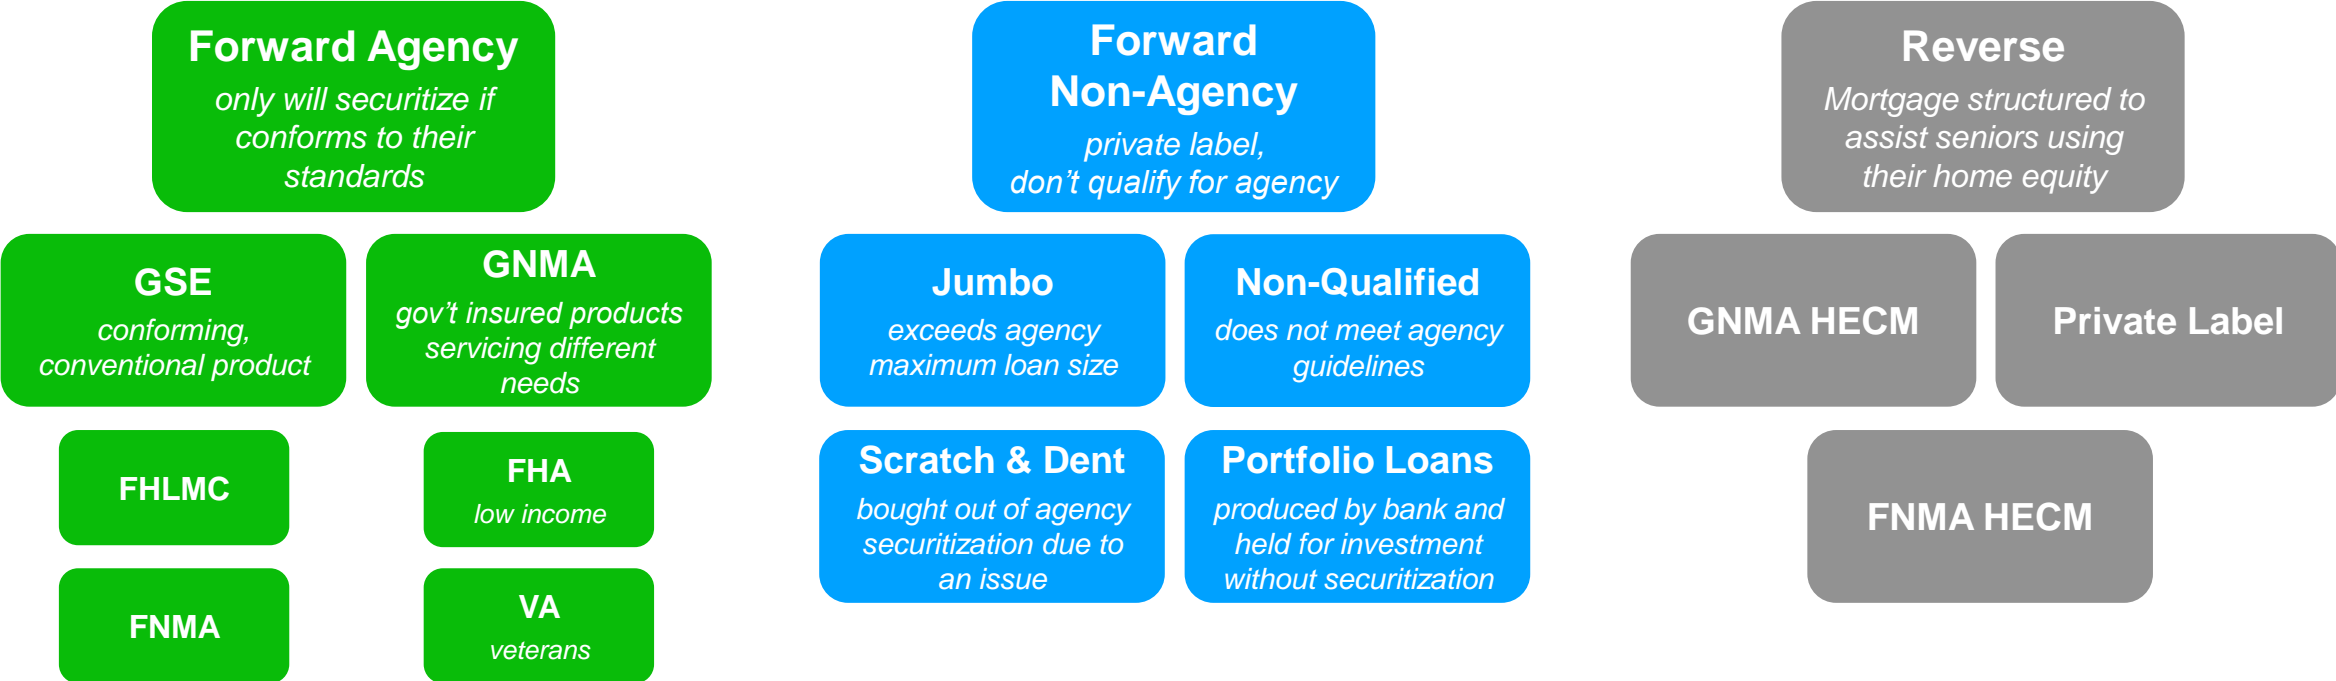 Forward Agency
only will securitize if
conforms to their
standards
GSE
conforming,
conventional product
GNMA
gov’t insured products
servicing different
needs
FHLMC
FHA
low income
FNMA
VA
veterans
Forward
Non-Agency
private label,
don’t qualify for agency
Jumbo
exceeds agency
maximum loan size
Non-Qualified
does not meet agency
guidelines
Scratch & Dent
bought out of agency
securitization due to
an issue
Portfolio Loans
produced by bank and
held for investment
without securitization
Reverse
Mortgage structured to
assist seniors using
their home equity
GNMA HECM
Private Label
FNMA HECM